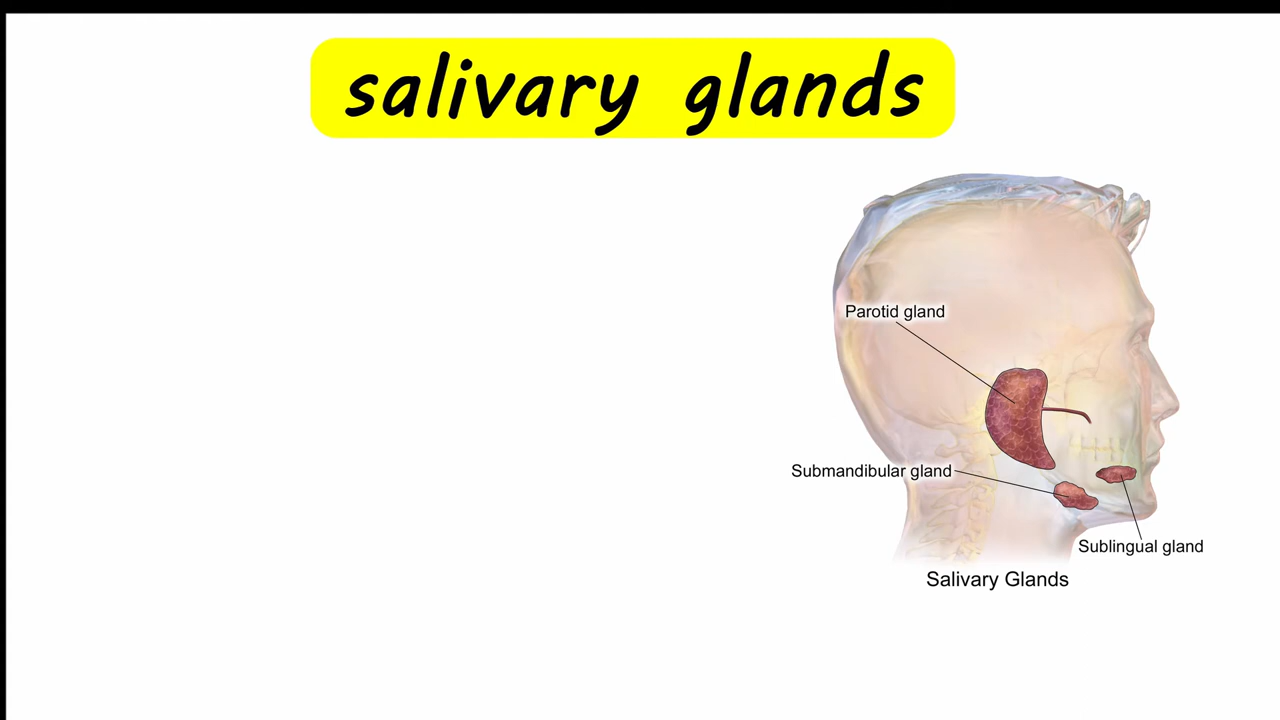 salivary glands
Parotid gland
Submandibular gland
Sublingual gland
Salivary Glands